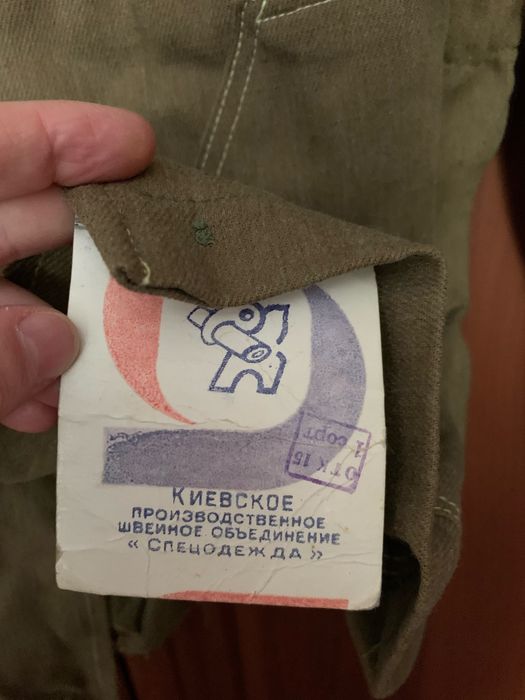 ОТК 15
1 сорт
КИЕВСКОЕ
ПРОИЗВОДСТВЕННОЕ
ШВЕЙНОЕ ОБЪЕДИНЕНИЕ
« СПЕЦОДЕЖДА »